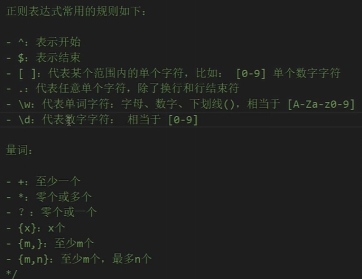 正则表达式常用的规则如下：
- ^：表示开始
- $：表示结束
- [ ]：代表某个范围内的单个字符，比如： [0-9] 单个数字字符
- .：代表任意单个字符，除了换行和行结束符
- \w：代表单词字符：字母、数字、下划线()，相当于 [A-Za-z0-9]
- \d：代表数字字符： 相当于 [0-9]
量词：
- +：至少一个
- *：零个或多个
- ？：零个或一个
- {x}：x个
- {m,}：至少m个
- {m,n}：至少m个，最多n个
*/